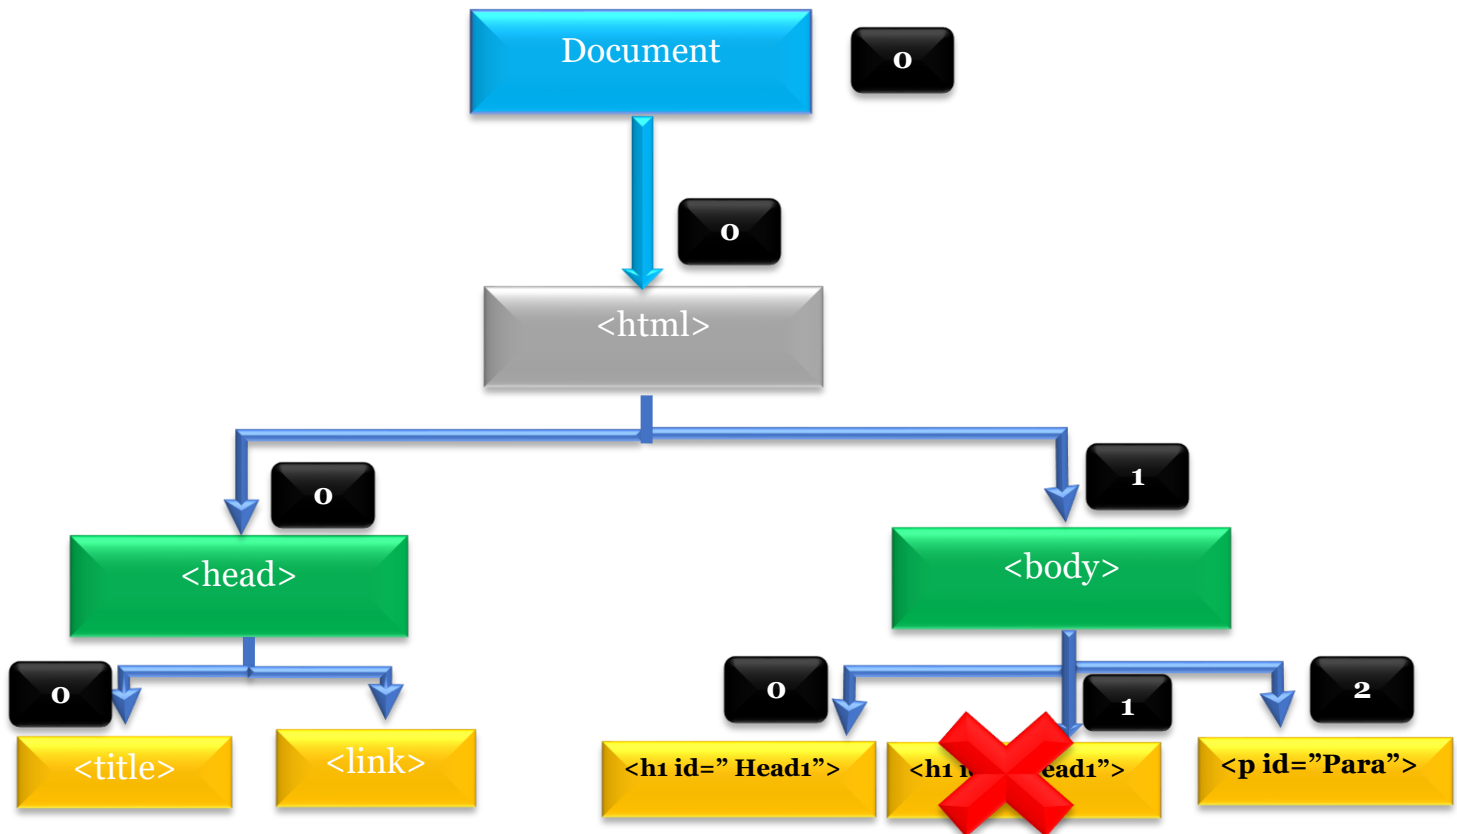 Document
0
0
<html>
0
1
<head>
<body>
0
0
1
2
<title>
<link>
<h1 id=” Head1”>
<h1 ead1”>
<p id=”Para”>